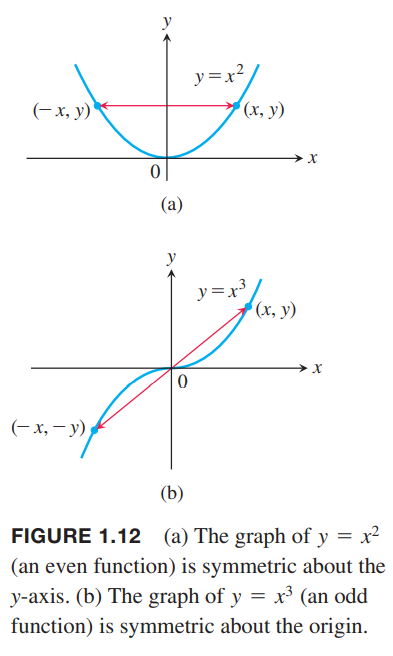 y
y = x²
(− x, y)
(x, y)
x
0
(a)
y
y = x³
(x, y)
x
0
(− x, − y)
(b)
FIGURE 1.12 (a) The graph of y = x²
(an even function) is symmetric about the
y-axis. (b) The graph of y = x³ (an odd
function) is symmetric about the origin.